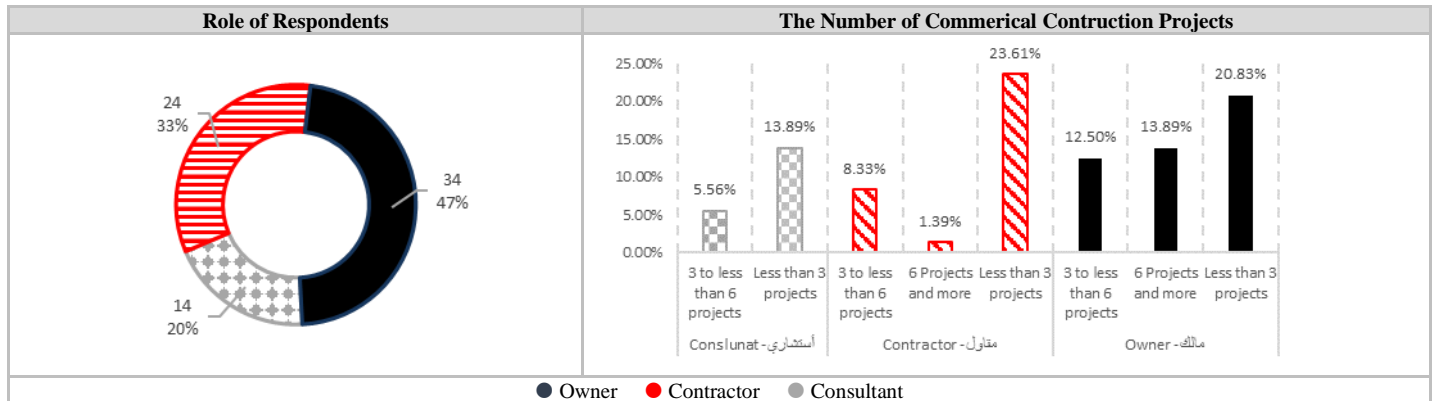 Role of Respondents
The Number of Commerical Contruction Projects
24
33%
34
47%
14
20%
25.00%
20.00%
15.00%
10.00%
5.00%
0.00%
5.56%
13.89%
8.33%
1.39%
23.61%
12.50%
13.89%
20.83%
3 to less
than 6
projects
Less than 3
projects
3 to less
than 6
projects
6 Projects
and more
Less than 3
projects
3 to less
than 6
projects
6 Projects
and more
Less than 3
projects
Conslunat-أستشاري
Contractor-مقاول
Owner-مالك
Owner Contractor Consultant